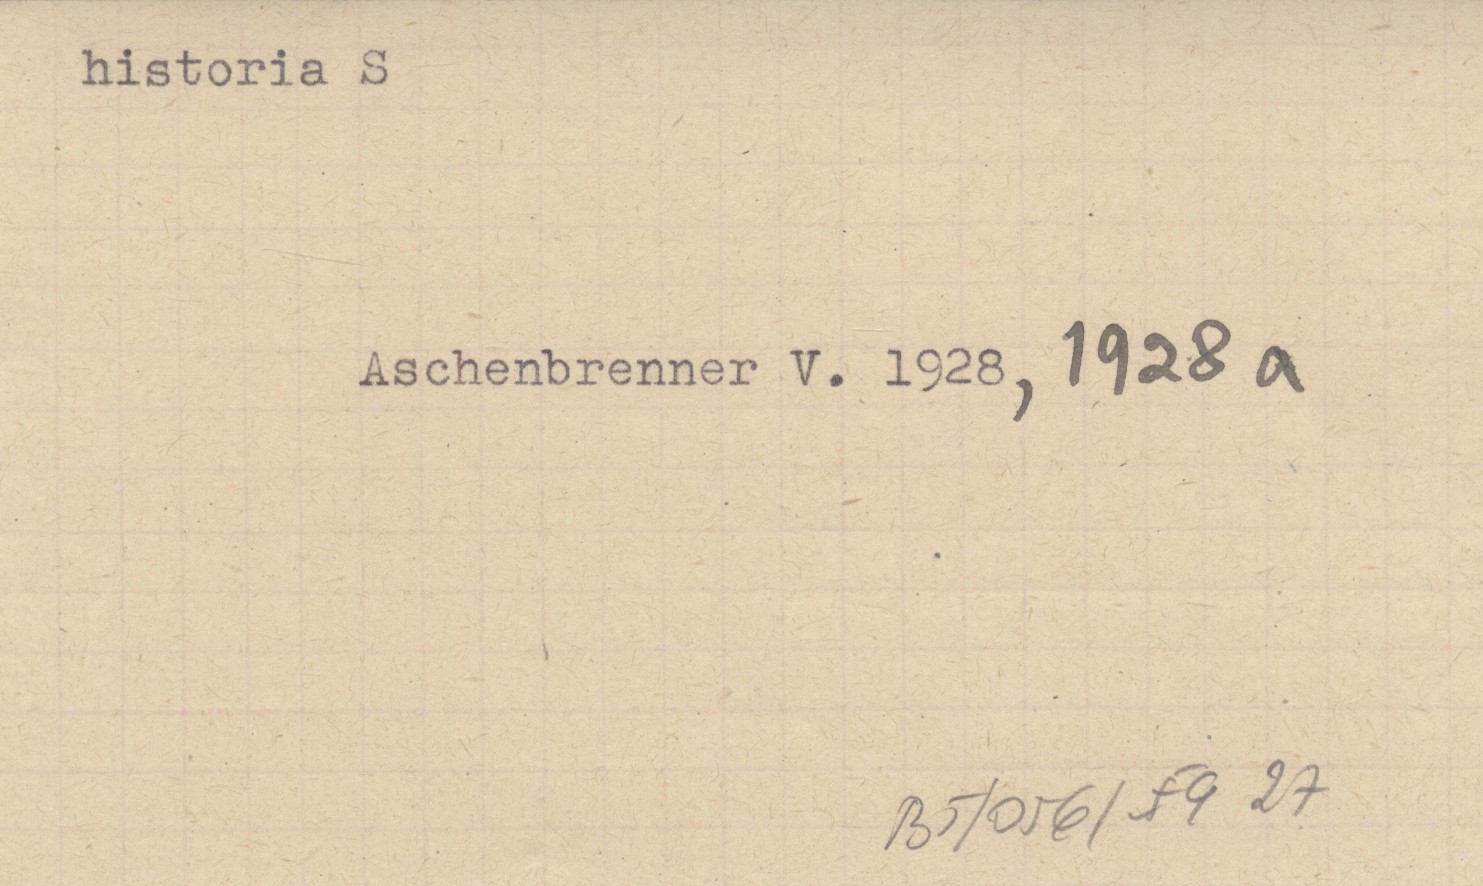 historia S
Aschenbrenner V. 1928, 1928 a
B5/056/59 27